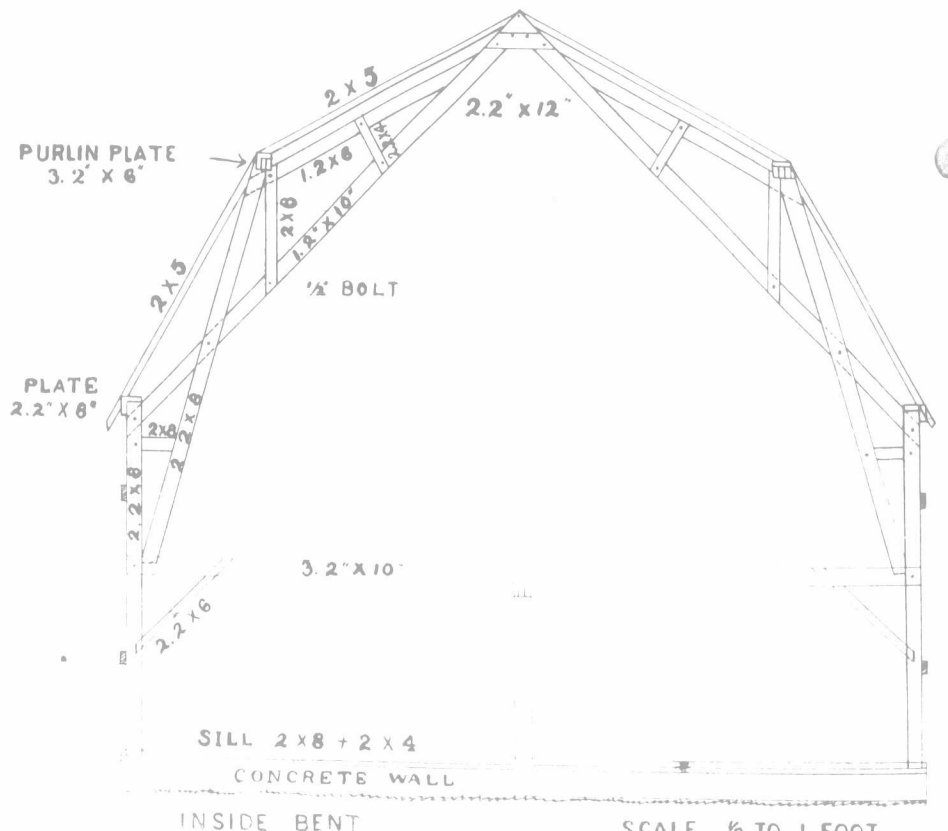 2 x 5
PURLIN PLATE
3.2" X 6"
2.2" X 12"
2 x 4
1.2 x 6
2 x 6
1.2" x 10"
2 x 5
½" BOLT
PLATE
2.2" X 8"
2 x 8
2 2 x 8
2.2 x 8
3.2" X 10"
2.2" x 6
SILL 2 x 8 + 2 x 4
CONCRETE WALL
INSIDE BENT
SCALE TO 1 FOOT